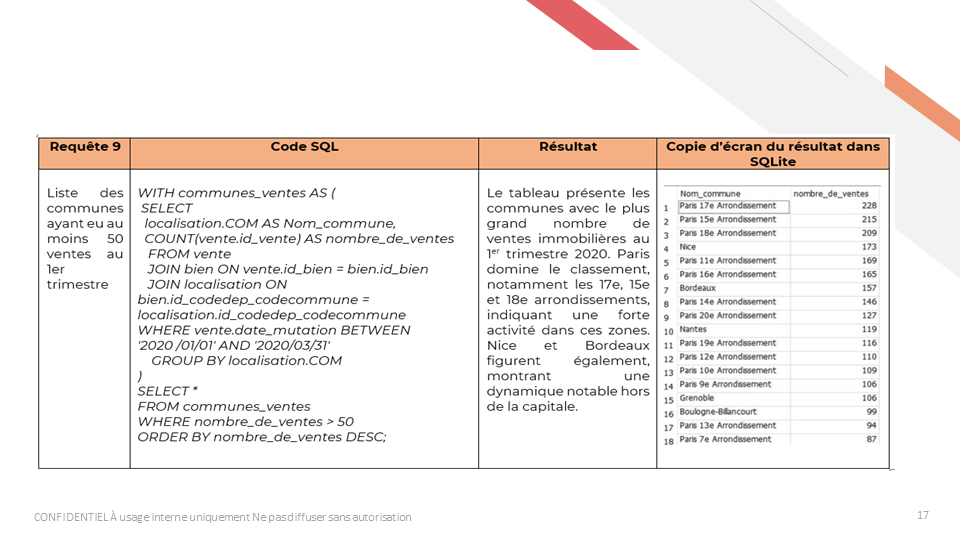 Requête 9
Code SQL
Résultat
Copie d'écran du résultat dans
SQLite
Liste des
communes
ayant eu au
moins 50
ventes au
1er
trimestre
WITH communes_ventes AS (
SELECT
localisation.COM AS Nom_commune,
COUNT(vente.id_vente) AS nombre_de_ventes
FROM vente
JOIN bien ON vente.id_bien = bien.id_bien
JOIN localisation ON
bien.id_codedep_codecommune =
localisation.id_codedep_codecommune
WHERE vente.date_mutation BETWEEN
'2020 /01/01' AND '2020/03/31'
GROUP BY localisation.COM
)
SELECT *
FROM communes_ventes
WHERE nombre_de_ventes > 50
ORDER BY nombre_de_ventes DESC;
Le tableau présente les
communes avec le plus
grand nombre de
ventes immobilières au
1er trimestre 2020. Paris
domine le classement,
notamment les 17e, 15e
et 18e arrondissements,
indiquant une forte
activité dans ces zones.
Nice et Bordeaux
figurent également,
montrant une
dynamique notable hors
de la capitale.
Nom_commune nombre_de_ventes
1 Paris 17e Arrondissement 228
2 Paris 15e Arrondissement 215
3 Paris 18e Arrondissement 209
4 Nice 173
5 Paris 11e Arrondissement 169
6 Paris 16e Arrondissement 165
7 Bordeaux 157
8 Paris 14e Arrondissement 146
9 Paris 20e Arrondissement 127
10 Nantes 119
11 Paris 19e Arrondissement 116
12 Paris 12e Arrondissement 110
13 Paris 10e Arrondissement 109
14 Paris 9e Arrondissement 106
15 Grenoble 106
16 Boulogne-Billancourt 99
17 Paris 13e Arrondissement 94
18 Paris 7e Arrondissement 87
CONFIDENTIEL À usage interne uniquement Ne pas diffuser sans autorisation
17